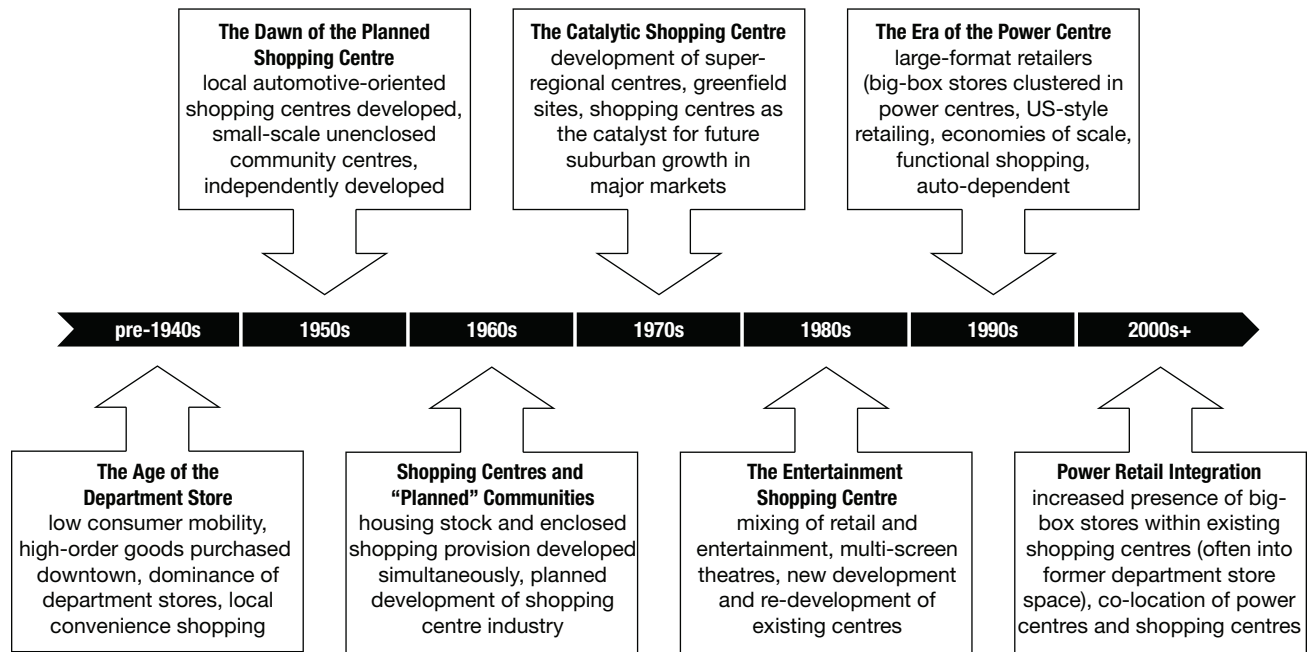 The Dawn of the Planned
Shopping Centre
local automotive-oriented
shopping centres developed,
small-scale unenclosed
community centres,
independently developed
The Catalytic Shopping Centre
development of super-
regional centres, greenfield
sites, shopping centres as
the catalyst for future
suburban growth in
major markets
The Era of the Power Centre
large-format retailers
(big-box stores clustered in
power centres, US-style
retailing, economies of scale,
functional shopping,
auto-dependent
pre-1940s
1950s
1960s
1970s
1980s
1990s
2000s+
The Age of the
Department Store
low consumer mobility,
high-order goods purchased
downtown, dominance of
department stores, local
convenience shopping
Shopping Centres and
“Planned” Communities
housing stock and enclosed
shopping provision developed
simultaneously, planned
development of shopping
centre industry
The Entertainment
Shopping Centre
mixing of retail and
entertainment, multi-screen
theatres, new development
and re-development of
existing centres
Power Retail Integration
increased presence of big-
box stores within existing
shopping centres (often into
former department store
space), co-location of power
centres and shopping centres